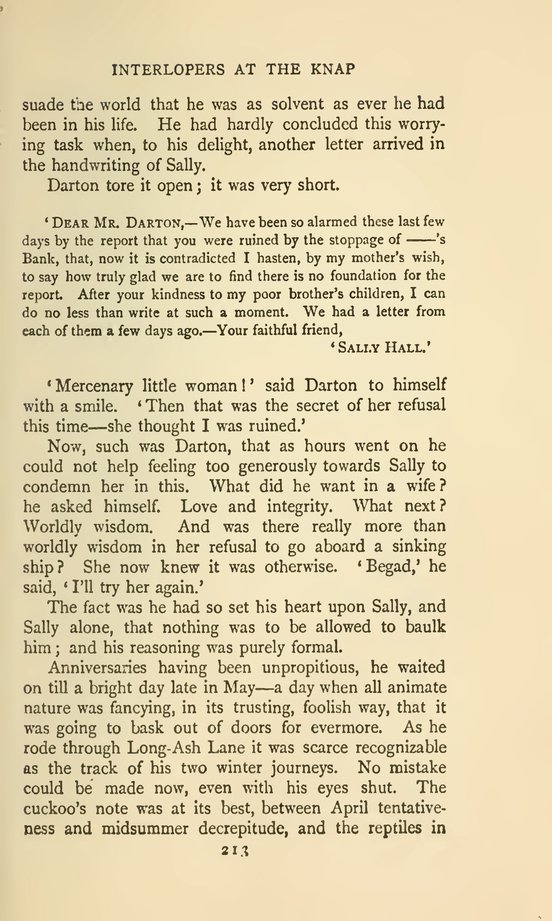 INTERLOPERS AT THE KNAP
suade the world that he was as solvent as ever he had
been in his life. He had hardly concluded this worry-
ing task when, to his delight, another letter arrived in
the handwriting of Sally.
Darton tore it open; it was very short.
‘DEAR MR. DARTON,—We have been so alarmed these last few
days by the report that you were ruined by the stoppage of ——’s
Bank, that, now it is contradicted I hasten, by my mother’s wish,
to say how truly glad we are to find there is no foundation for the
report. After your kindness to my poor brother’s children, I can
do no less than write at such a moment. We had a letter from
each of them a few days ago.—Your faithful friend,
‘SALLY HALL.’
‘Mercenary little woman!’ said Darton to himself
with a smile. ‘Then that was the secret of her refusal
this time—she thought I was ruined.’
Now, such was Darton, that as hours went on he
could not help feeling too generously towards Sally to
condemn her in this. What did he want in a wife?
he asked himself. Love and integrity. What next?
Worldly wisdom. And was there really more than
worldly wisdom in her refusal to go aboard a sinking
ship? She now knew it was otherwise. ‘Begad,’ he
said, ‘I’ll try her again.’
The fact was he had so set his heart upon Sally, and
Sally alone, that nothing was to be allowed to baulk
him; and his reasoning was purely formal.
Anniversaries having been unpropitious, he waited
on till a bright day late in May—a day when all animate
nature was fancying, in its trusting, foolish way, that it
was going to bask out of doors for evermore. As he
rode through Long-Ash Lane it was scarce recognizable
as the track of his two winter journeys. No mistake
could be made now, even with his eyes shut. The
cuckoo’s note was at its best, between April tentative-
ness and midsummer decrepitude, and the reptiles in
213